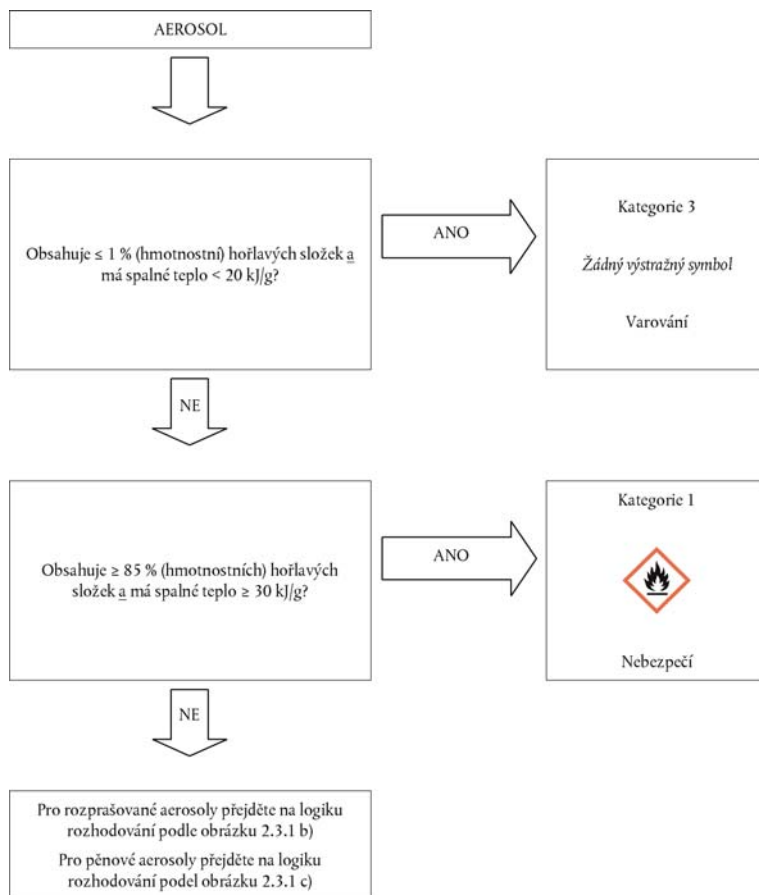 AEROSOL
Obsahuje ≤ 1 % (hmotnostní) hořlavých složek a
má spalné teplo < 20 kJ/g?
ANO
Kategorie 3
Žádný výstražný symbol
Varování
NE
Obsahuje ≥ 85 % (hmotnostních) hořlavých
složek a má spalné teplo ≥ 30 kJ/g?
ANO
Kategorie 1
Nebezpečí
NE
Pro rozprašované aerosoly přejděte na logiku
rozhodování podle obrázku 2.3.1 b)
Pro pěnové aerosoly přejděte na logiku
rozhodování podel obrázku 2.3.1 c)